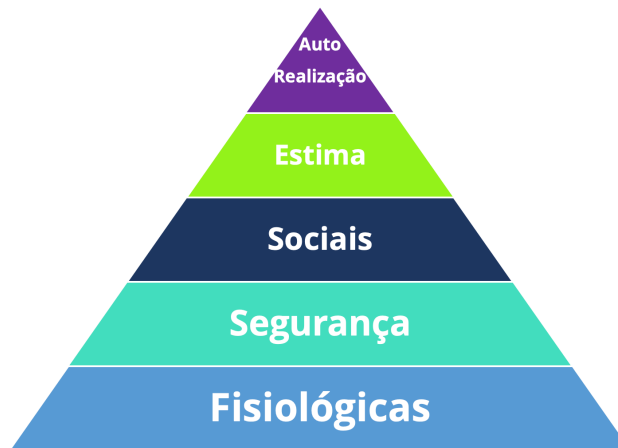 Auto
Realização
Estima
Sociais
Segurança
Fisiológicas